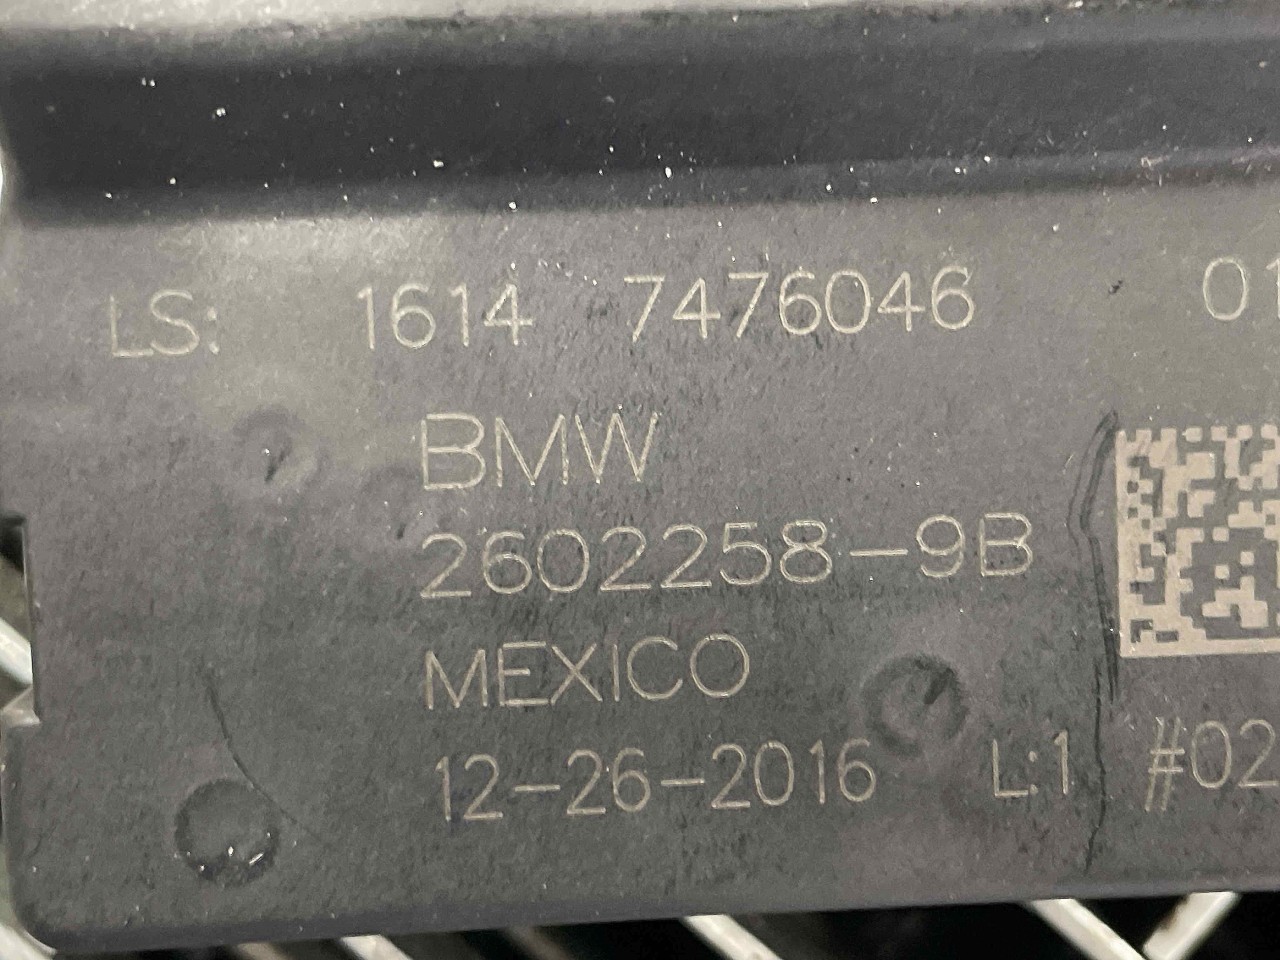 LS: 1614 7476046 01
BMW
2602258-9B
MEXICO
12-26-2016 L:1 #02